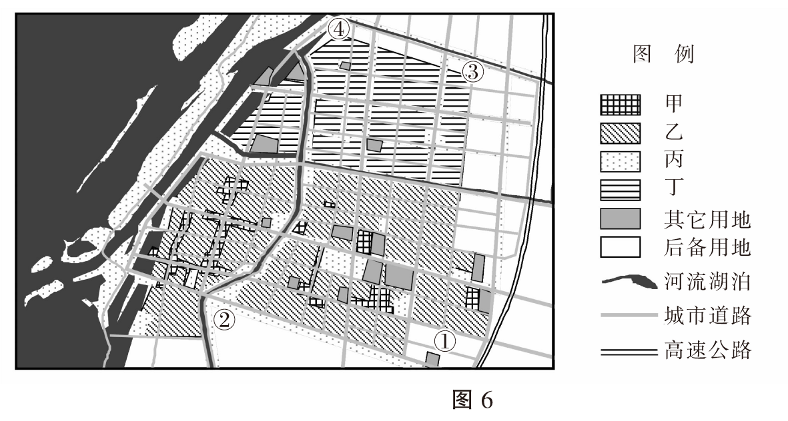 ④
③
②
①
图 例
甲
乙
丙
丁
其它用地
后备用地
河流湖泊
城市道路
高速公路
图 6